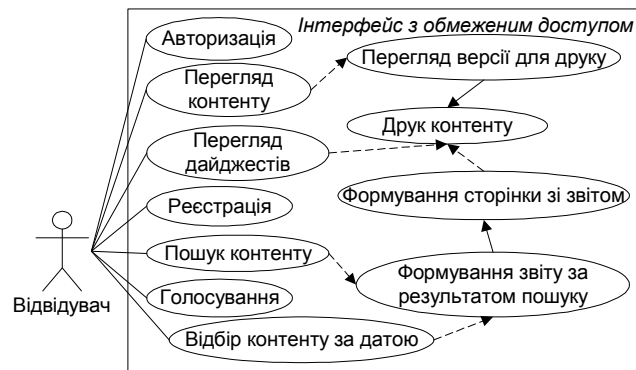 Інтерфейс з обмеженим доступом
Авторизація
Перегляд
контенту
Перегляд версії для друку
Друк контенту
Перегляд
дайджестів
Формування сторінки зі звітом
Реєстрація
Пошук контенту
Формування звіту за
результатом пошуку
Голосування
Відбір контенту за датою
Відвідувач